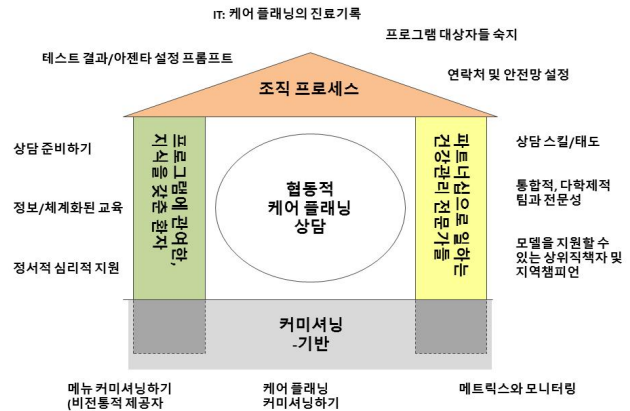 IT: 케어 플래닝의 진료기록
프로그램 대상자들 숙지
테스트 결과/아젠타 설정 프롬프트
연락처 및 안전망 설정
조직 프로세스
상담 준비하기
정보/체계화된 교육
정서적 심리적 지원
프로그램에 관여한,
지식을 갖춘 환자
협동적
케어 플래닝
상담
파트너십으로 일하는
건강관리 전문가들
상담 스킬/태도
통합적, 다학제적
팀과 전문성
모델을 지원할 수
있는 상위직책자 및
지역챔피언
커미셔닝
-기반
메뉴 커미셔닝하기
(비전통적 제공자
케어 플래닝
커미셔닝하기
메트릭스와 모니터링